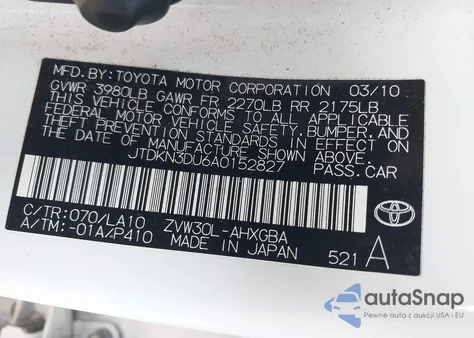 MFD.BY:TOYOTA MOTOR CORPORATION 03/10
GVWR 3980LB GAWR FR 2270LB RR 2175LB
THIS VEHICLE CONFORMS TO ALL APPLICABLE
FEDERAL MOTOR VEHICLE SAFETY,BUMPER,AND
THEFT PREVENTION STANDARDS IN EFFECT ON
THE DATE OF MANUFACTURE SHOWN ABOVE.
JTDKN3DU6A0152827 PASS.CAR
C/TR:070/LA10 ZVW30L-AHXGBA
A/TM:-01A/P410 MADE IN JAPAN
521 A
autoSnap
Pewne auta z aukcji USA i EU